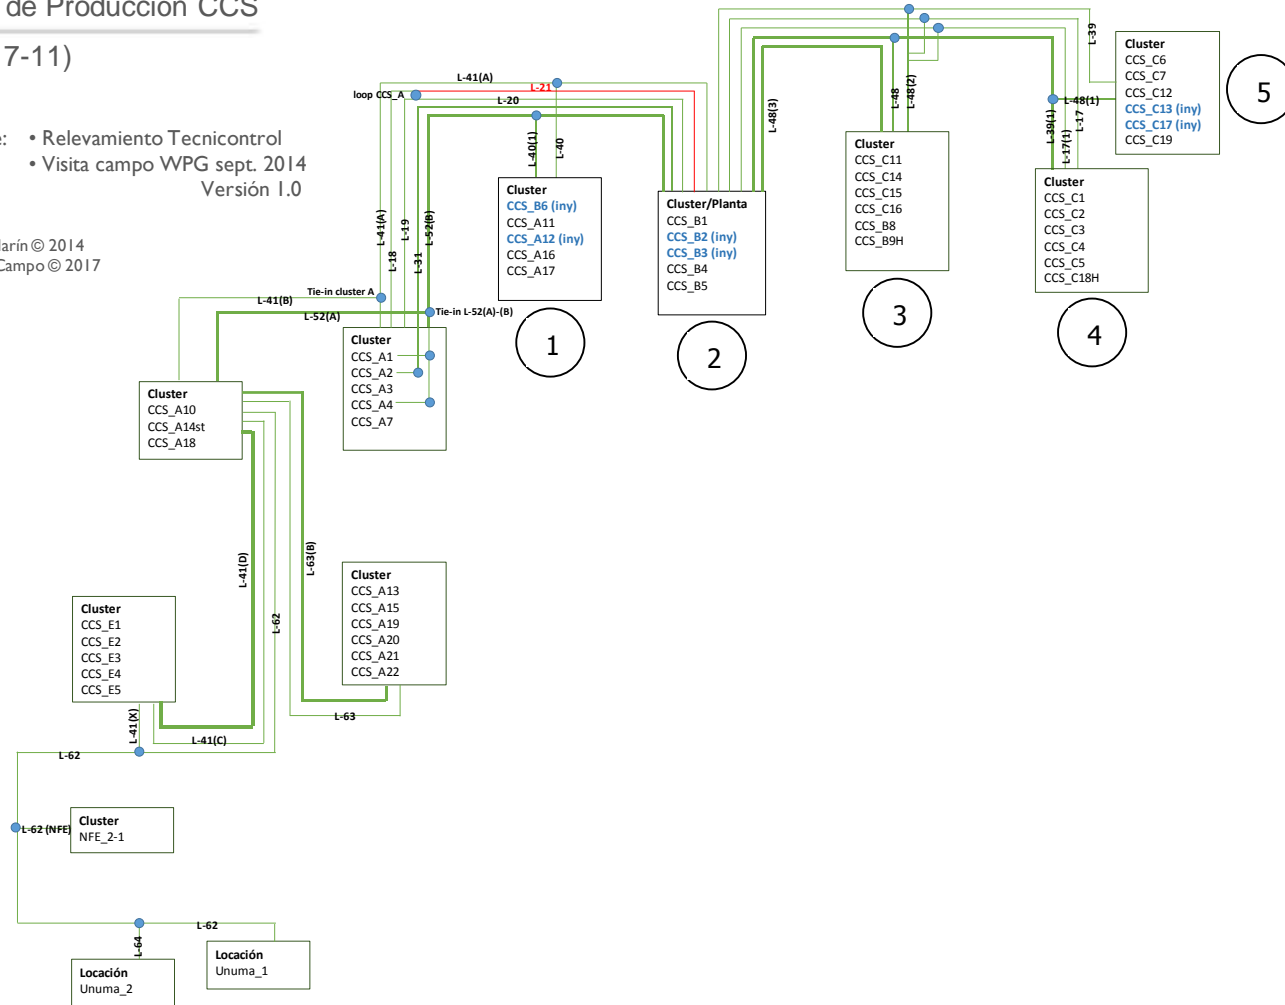 de Producción CCS
7-11)
e: • Relevamiento Tecnicontrol
• Visita campo WPG sept. 2014
Versión 1.0
larín © 2014
Campo © 2017
L-41(A)
L-21
loop CCS_A
L-20
L-40(1)
L-40
L-48(3)
L-48
L-48(2)
L-39
L-48(1)
L-39(1)
L-17(1)
L-17
L-41(A)
L-18
L-19
L-31
L-52(B)
Cluster
CCS_B6 (iny)
CCS_A11
CCS_A12 (iny)
CCS_A16
CCS_A17
1
Cluster/Planta
CCS_B1
CCS_B2 (iny)
CCS_B3 (iny)
CCS_B4
CCS_B5
2
Cluster
CCS_C11
CCS_C14
CCS_C15
CCS_C16
CCS_B8
CCS_B9H
3
Cluster
CCS_C1
CCS_C2
CCS_C3
CCS_C4
CCS_C5
CCS_C18H
4
Cluster
CCS_C6
CCS_C7
CCS_C12
CCS_C13 (iny)
CCS_C17 (iny)
CCS_C19
5
Tie-in cluster A
L-41(B)
L-52(A)
Tie-in L-52(A)-(B)
Cluster
CCS_A1
CCS_A2
CCS_A3
CCS_A4
CCS_A7
Cluster
CCS_A10
CCS_A14st
CCS_A18
L-41(D)
L-62
L-63(B)
Cluster
CCS_A13
CCS_A15
CCS_A19
CCS_A20
CCS_A21
CCS_A22
L-63
Cluster
CCS_E1
CCS_E2
CCS_E3
CCS_E4
CCS_E5
L-41(X)
L-41(C)
L-62
L-62 (NFE)
Cluster
NFE_2-1
L-62
L-64
Locación
Unuma_1
Locación
Unuma_2